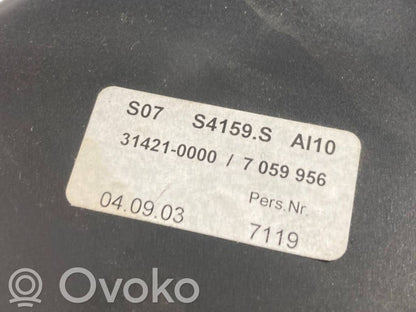 S07 S4159.S AI10
31421-0000 / 7 059 956
Pers.Nr.
04.09.03 7119
Ovoko